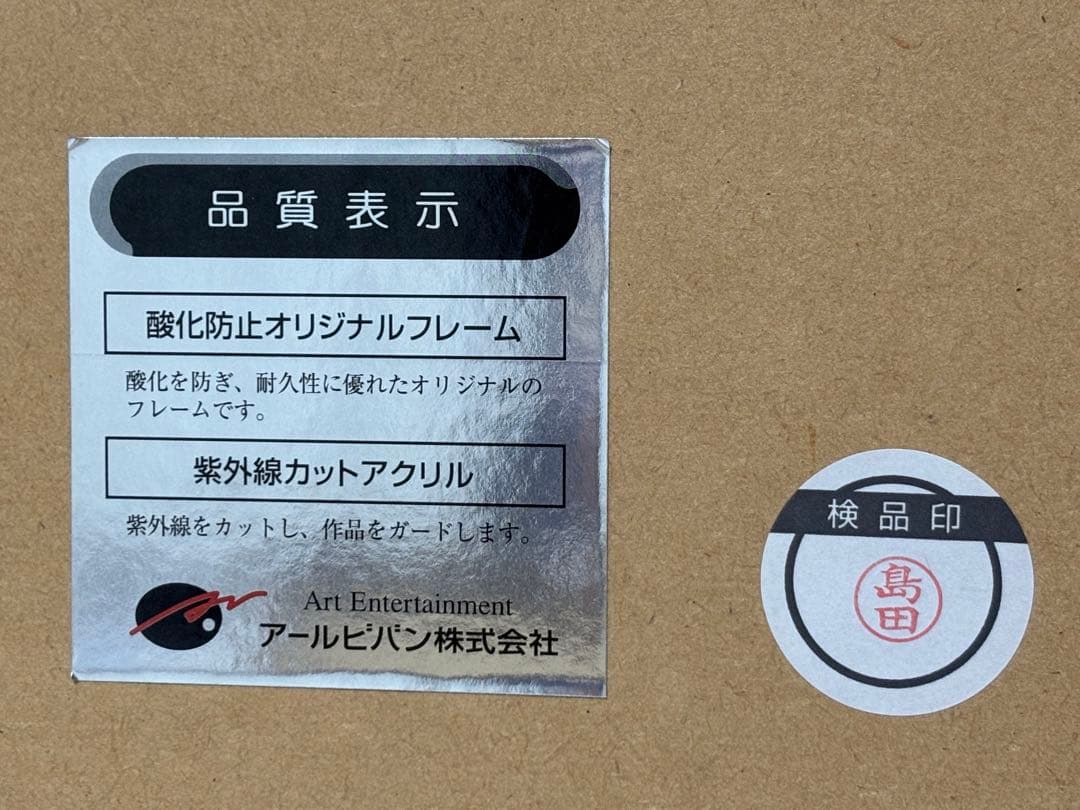 品質表示
酸化防止オリジナルフレーム
酸化を防ぎ、耐久性に優れたオリジナルの
フレームです。
紫外線カットアクリル
紫外線をカットし、作品をガードします。
Art Entertainment
アールビバン株式会社
検品印
島田